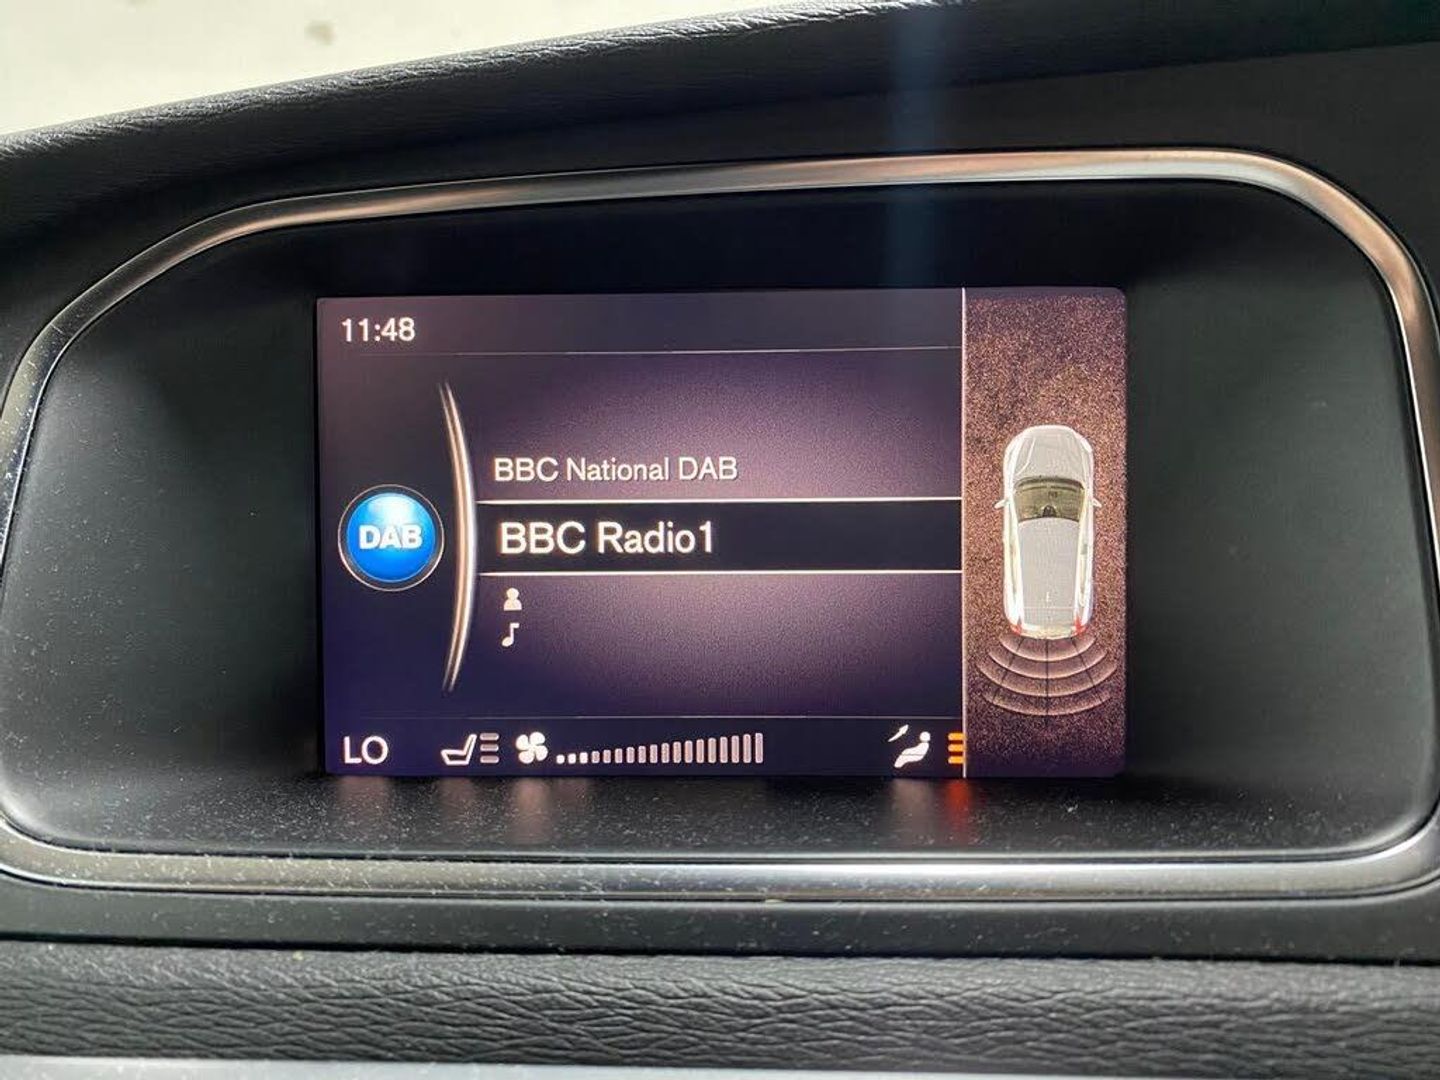 11:48
BBC National DAB
DAB
BBC Radio1
LO